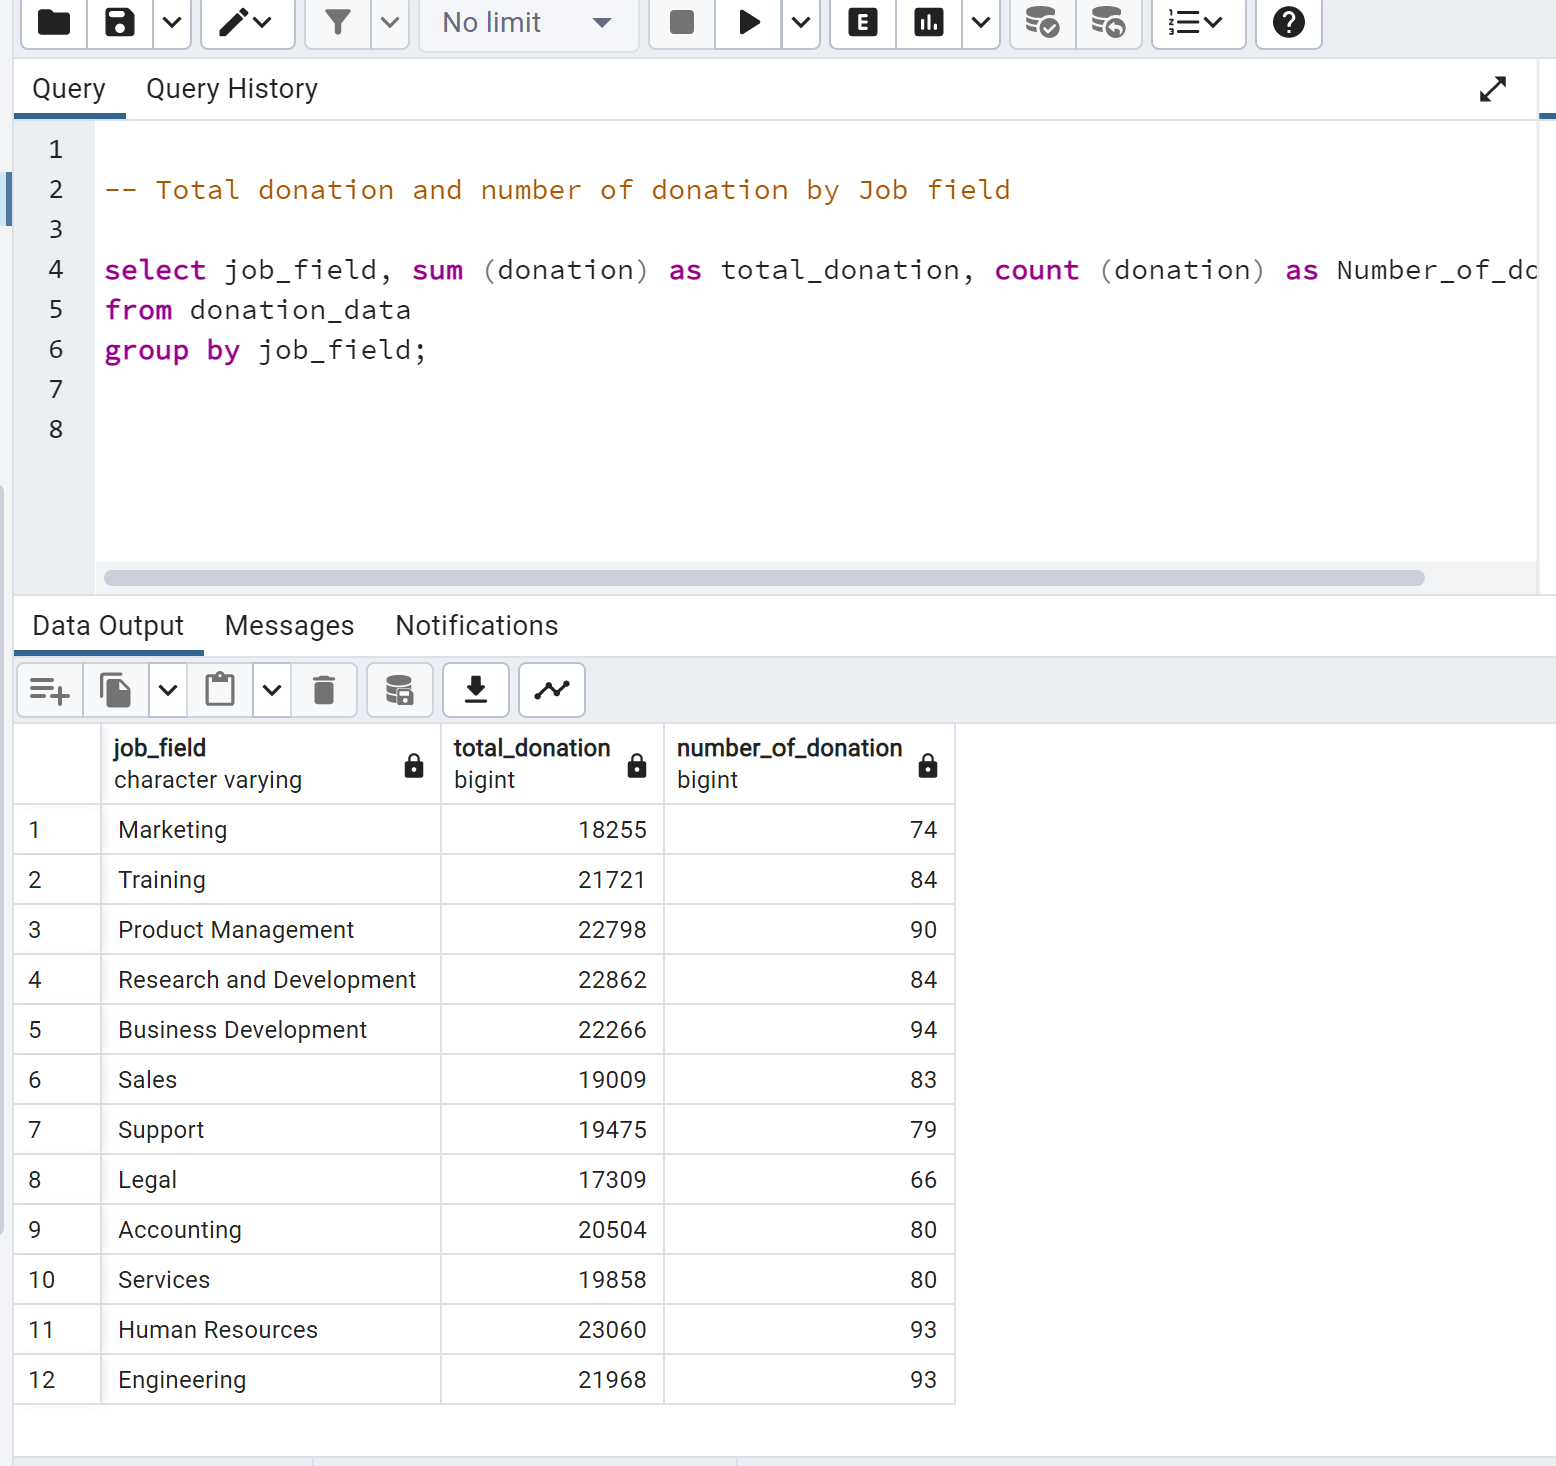 No limit
E
Query Query History
1
2 -- Total donation and number of donation by Job field
3
4 select job_field, sum (donation) as total_donation, count (donation) as Number_of_do
5 from donation_data
6 group by job_field;
7
8
Data Output Messages Notifications
job_field total_donation number_of_donation
character varying bigint bigint
1 Marketing 18255 74
2 Training 21721 84
3 Product Management 22798 90
4 Research and Development 22862 84
5 Business Development 22266 94
6 Sales 19009 83
7 Support 19475 79
8 Legal 17309 66
9 Accounting 20504 80
10 Services 19858 80
11 Human Resources 23060 93
12 Engineering 21968 93